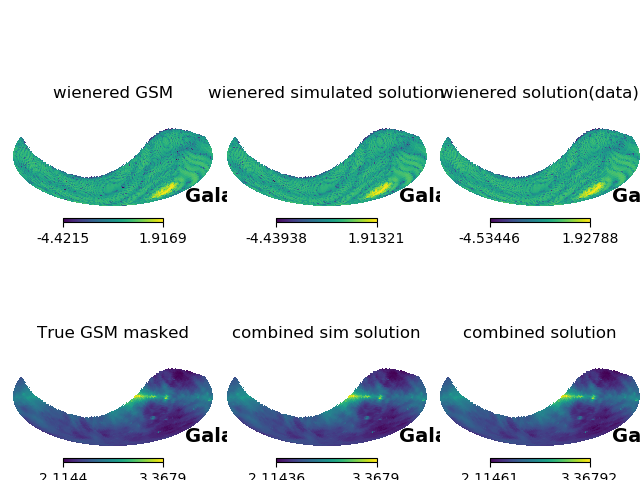 wienered GSM
wienered simulated solution
wienered solution(data)
Gala
Gala
Ga
-4.4215 1.9169
-4.43938 1.91321
-4.53446 1.92788
True GSM masked
combined sim solution
combined solution
Gala
Gala
Ga
2.1144 3.3679
2.11436 3.3679
2.11461 3.36792